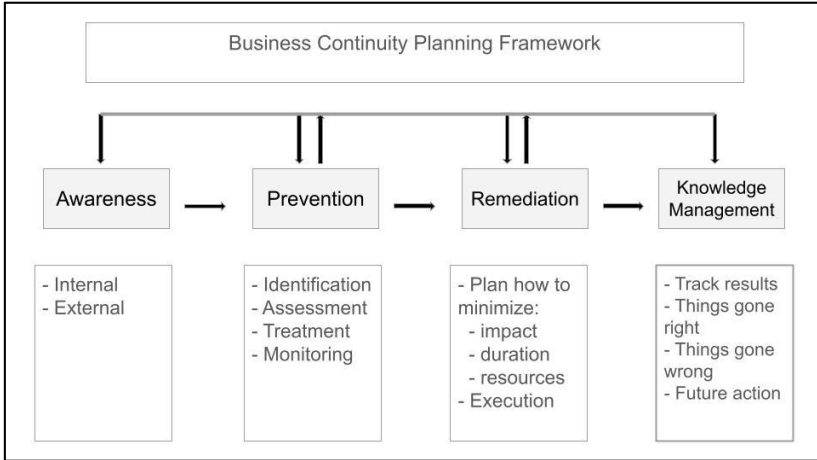 Business Continuity Planning Framework
Awareness
Prevention
Remediation
Knowledge
Management
- Internal
- External
- Identification
- Assessment
- Treatment
- Monitoring
- Plan how to
minimize:
- impact
- duration
- resources
- Execution
- Track results
- Things gone
right
- Things gone
wrong
- Future action